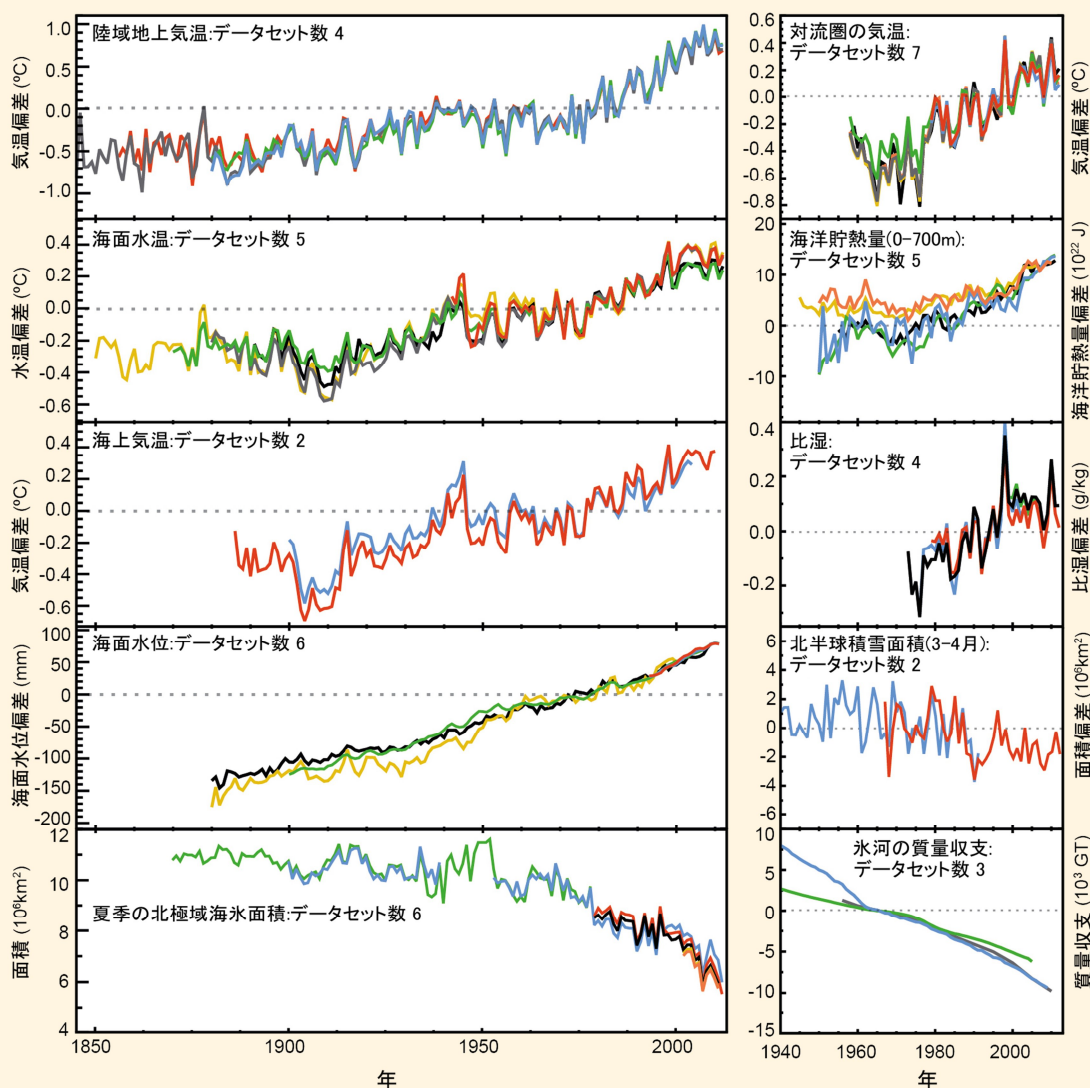 陸域地上気温:データセット数 4
気温偏差 (ºC)
1.0
0.5
0.0
-0.5
-1.0
海面水温:データセット数 5
水温偏差 (ºC)
0.4
0.2
0.0
-0.2
-0.4
-0.6
海上気温:データセット数 2
気温偏差 (ºC)
0.4
0.2
0.0
-0.2
-0.4
-0.6
海面水位:データセット数 6
海面水位偏差 (mm)
100
50
0
-50
-100
-150
-200
夏季の北極域海氷面積:データセット数 6
面積 (10⁶km²)
12
10
8
6
4
1850
1900
1950
2000
年
対流圏の気温:
データセット数 7
気温偏差 (ºC)
0.6
0.4
0.2
0.0
-0.2
-0.4
-0.6
-0.8
海洋貯熱量(0-700m):
データセット数 5
海洋貯熱量偏差 (10²² J)
20
10
0
-10
比湿:
データセット数 4
比湿偏差 (g/kg)
0.4
0.2
0.0
-0.2
北半球積雪面積(3-4月):
データセット数 2
面積偏差 (10⁶km²)
6
4
2
0
-2
-4
-6
氷河の質量収支:
データセット数 3
質量収支 (10³ GT)
10
5
0
-5
-10
-15
1940
1960
1980
2000
年